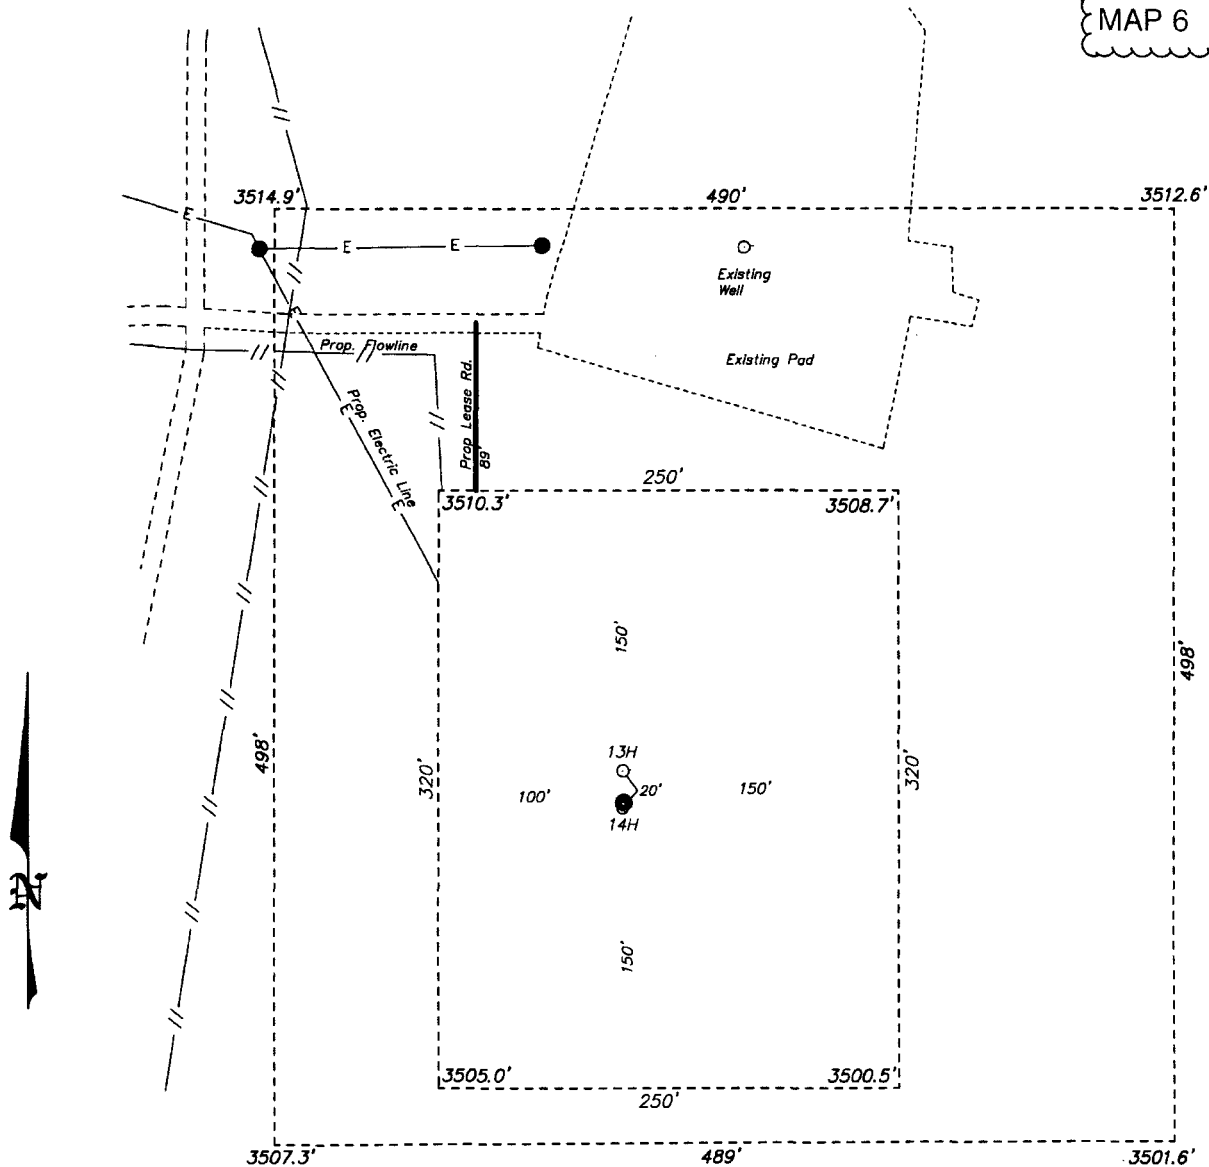 MAP 6
3514.9'
490'
3512.6'
E
E
E
Existing
Well
E
Prop. Flowline
Existing Pad
Prop Lease Rd.
89'
Prop. Electric Line
E
E
250'
3510.3'
3508.7'
150'
498'
498'
13H
320'
320'
100'
20'
150'
14H
N
150'
3505.0'
3500.5'
250'
3507.3'
489'
3501.6'